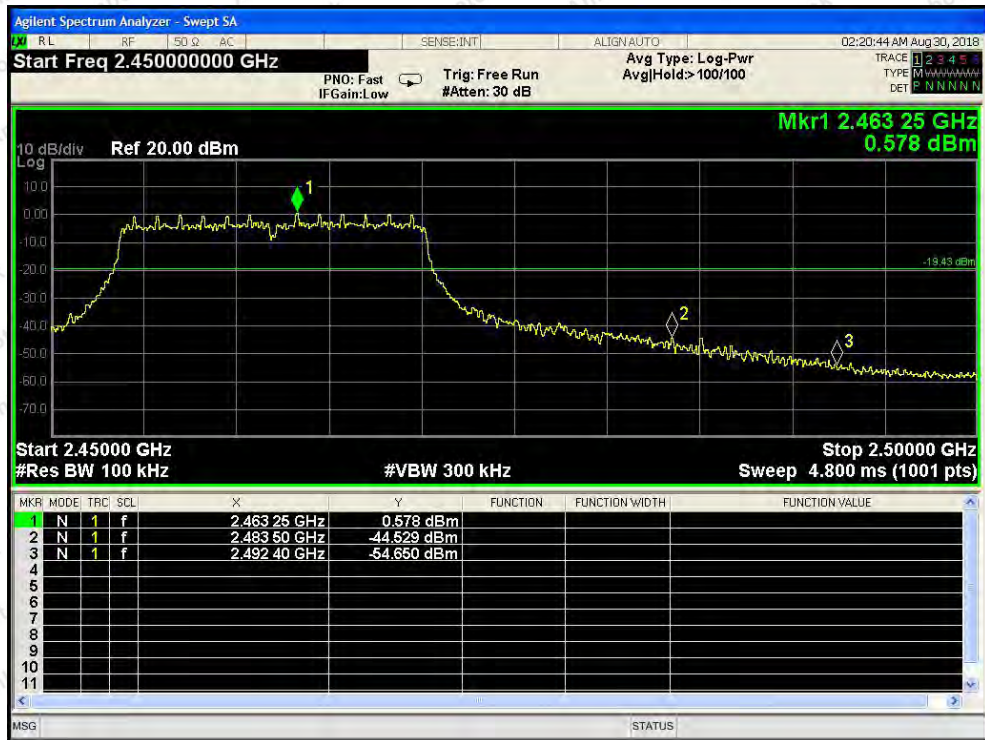 Agilent Spectrum Analyzer - Swept SA
LXI RL RF 50 Ω AC SENSE:INT ALIGN AUTO 02:20:44 AM Aug 30, 2018
Start Freq 2.450000000 GHz
PNO: Fast
IFGain:Low
Trig: Free Run
#Atten: 30 dB
Avg Type: Log-Pwr
Avg|Hold:>100/100
TRACE 1 2 3 4 5 6
TYPE M
DET P N N N N N
Mkr1 2.463 25 GHz
0.578 dBm
10 dB/div Ref 20.00 dBm
Log
10.0
0.00
-10.0
-20.0
-30.0
-40.0
-50.0
-60.0
-70.0
1
-19.43 dBm
2
3
Start 2.45000 GHz Stop 2.50000 GHz
#Res BW 100 kHz #VBW 300 kHz Sweep 4.800 ms (1001 pts)
MKR MODE TRC SCL X Y FUNCTION FUNCTION WIDTH FUNCTION VALUE
1 N 1 f 2.463 25 GHz 0.578 dBm
2 N 1 f 2.483 50 GHz -44.529 dBm
3 N 1 f 2.492 40 GHz -54.650 dBm
4
5
6
7
8
9
10
11
MSG STATUS